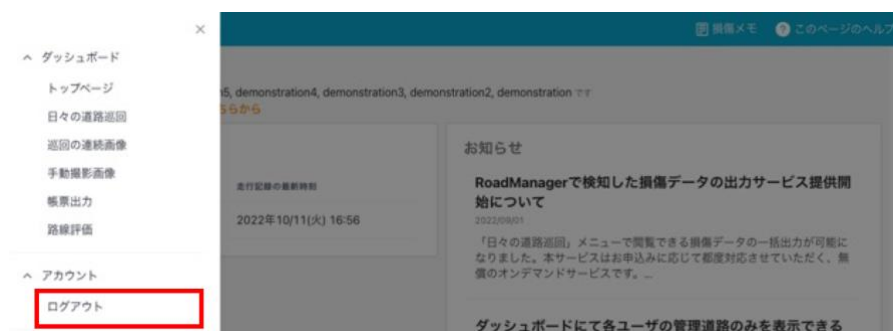 ×
損傷メモ
? このページのヘルプ
ダッシュボード
トップページ
日々の道路巡回
巡回の連続画像
手動撮影画像
帳票出力
路線評価
アカウント
ログアウト
n5, demonstration4, demonstration3, demonstration2, demonstration です
ちらから
走行記録の最新時刻
2022年10/11(火) 16:56
お知らせ
RoadManagerで検知した損傷データの出力サービス提供開
始について
2022/09/01
「日々の道路巡回」メニューで閲覧できる損傷データの一括出力が可能に
なりました。本サービスはお申込みに応じて都度対応させていただく、無
償のオンデマンドサービスです。...
ダッシュボードにて各ユーザの管理道路のみを表示できる